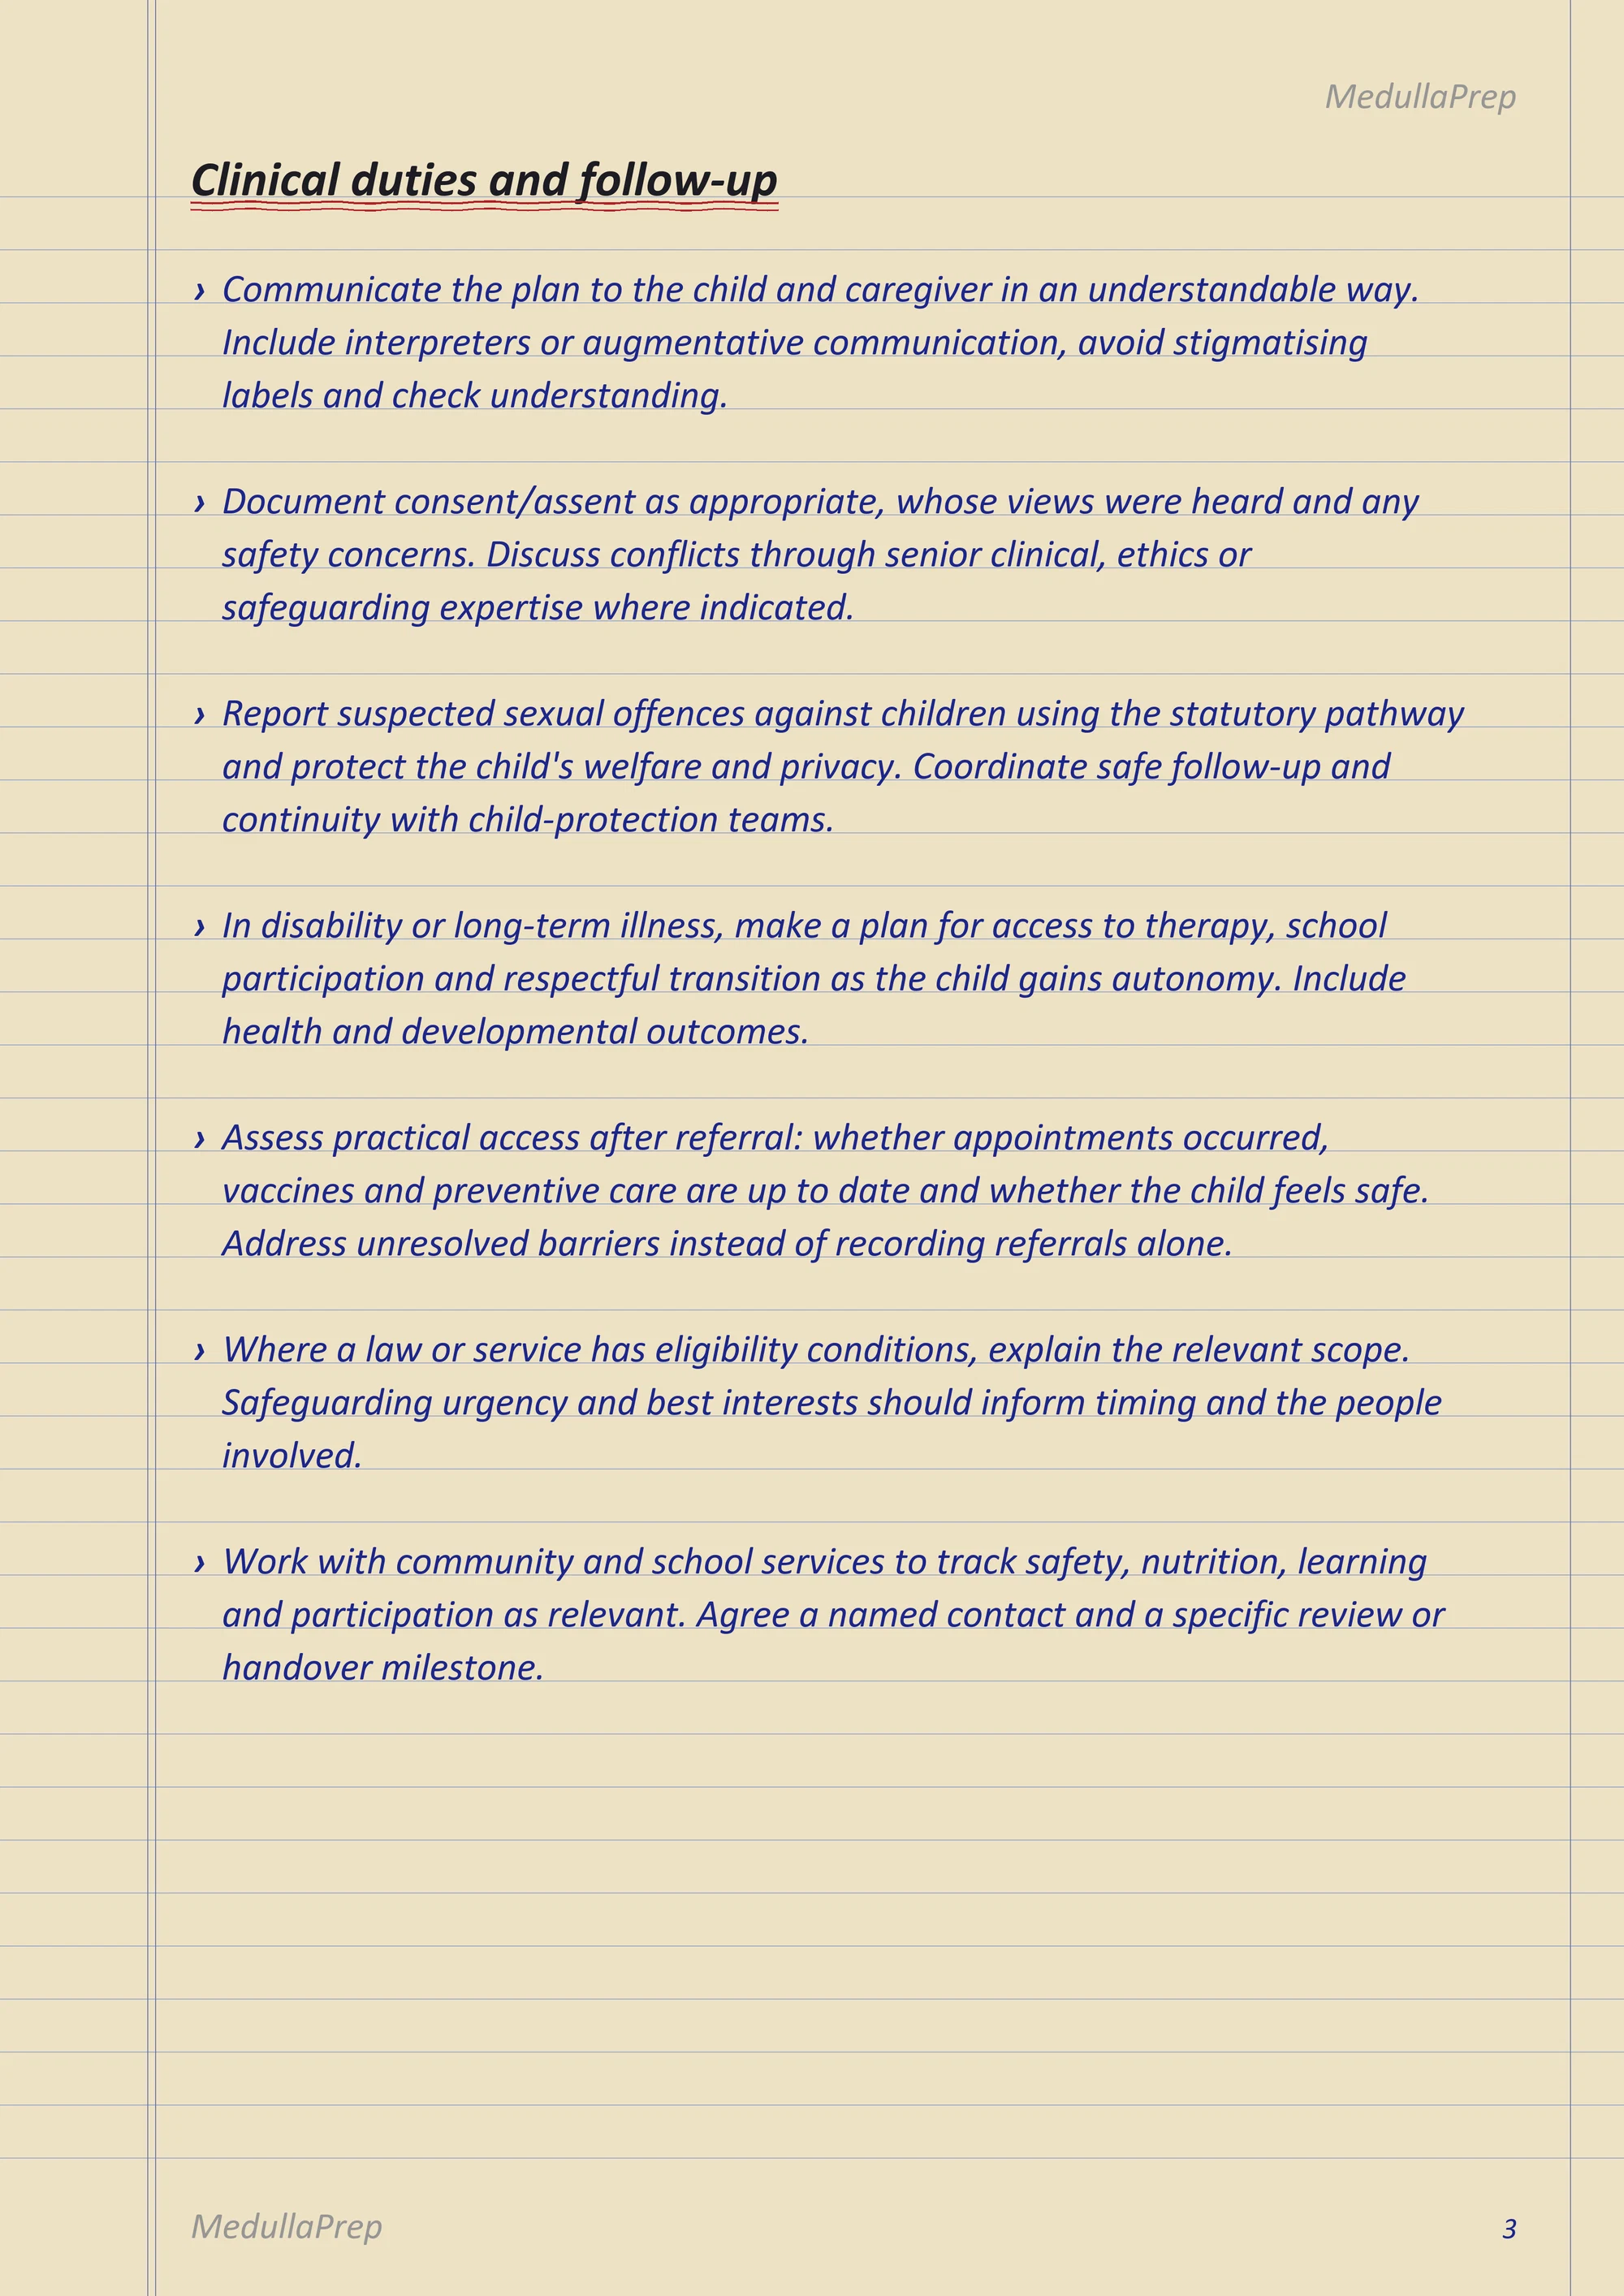 MedullaPrep
Clinical duties and follow-up
› Communicate the plan to the child and caregiver in an understandable way.
Include interpreters or augmentative communication, avoid stigmatising
labels and check understanding.
› Document consent/assent as appropriate, whose views were heard and any
safety concerns. Discuss conflicts through senior clinical, ethics or
safeguarding expertise where indicated.
› Report suspected sexual offences against children using the statutory pathway
and protect the child's welfare and privacy. Coordinate safe follow-up and
continuity with child-protection teams.
› In disability or long-term illness, make a plan for access to therapy, school
participation and respectful transition as the child gains autonomy. Include
health and developmental outcomes.
› Assess practical access after referral: whether appointments occurred,
vaccines and preventive care are up to date and whether the child feels safe.
Address unresolved barriers instead of recording referrals alone.
› Where a law or service has eligibility conditions, explain the relevant scope.
Safeguarding urgency and best interests should inform timing and the people
involved.
› Work with community and school services to track safety, nutrition, learning
and participation as relevant. Agree a named contact and a specific review or
handover milestone.
MedullaPrep
3